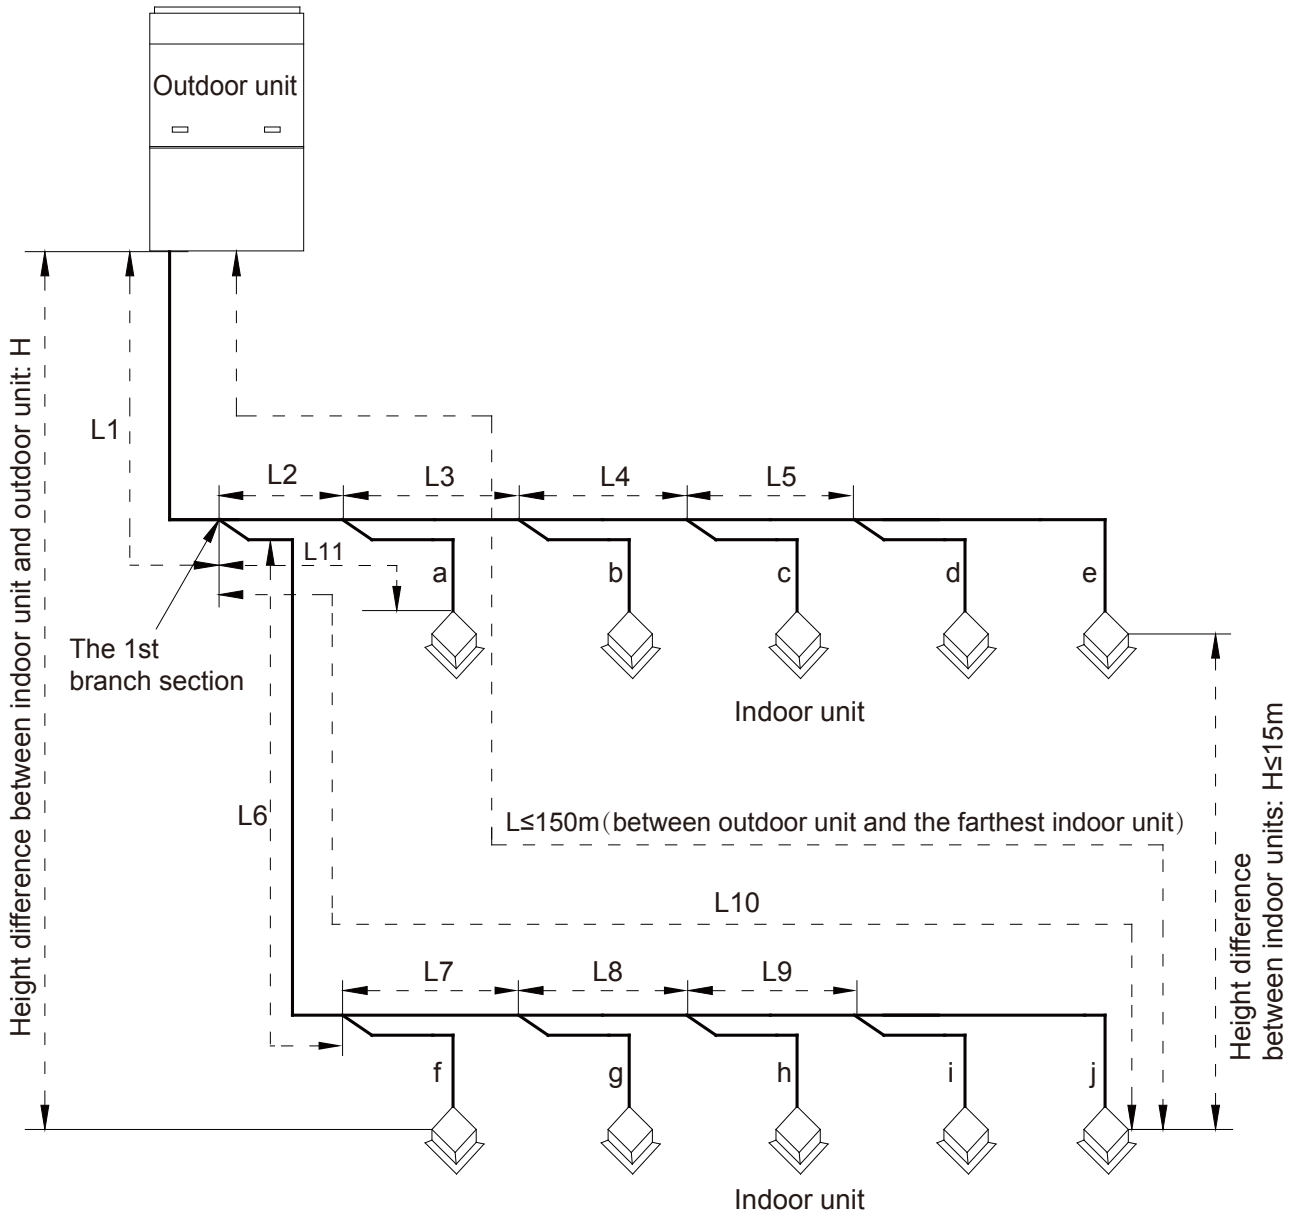 Outdoor unit
Height difference between indoor unit and outdoor unit: H
L1
L2
L3
L4
L5
L11
a
b
c
d
e
The 1st
branch section
Indoor unit
L6
L≤150m(between outdoor unit and the farthest indoor unit)
Height difference
between indoor units: H≤15m
L10
L7
L8
L9
f
g
h
i
j
Indoor unit